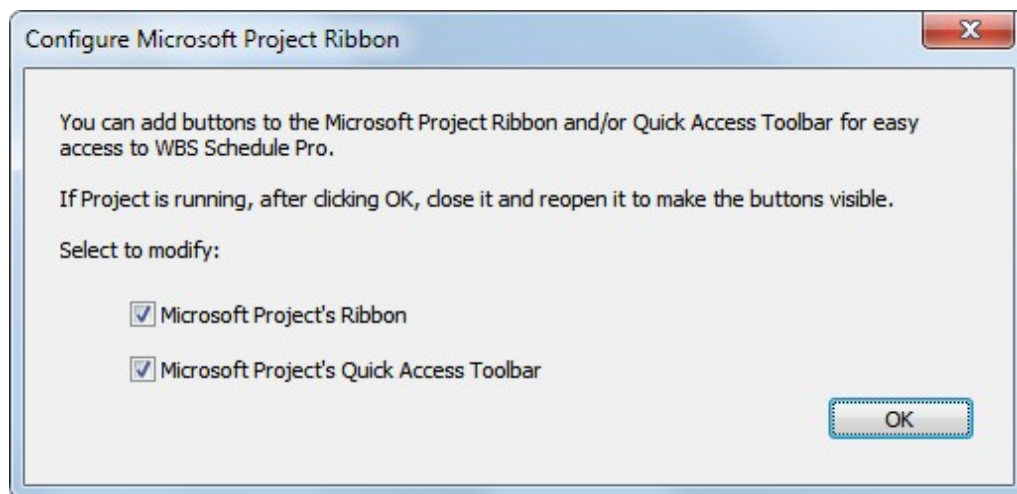 Configure Microsoft Project Ribbon
You can add buttons to the Microsoft Project Ribbon and/or Quick Access Toolbar for easy
access to WBS Schedule Pro.
If Project is running, after clicking OK, close it and reopen it to make the buttons visible.
Select to modify:
Microsoft Project's Ribbon
Microsoft Project's Quick Access Toolbar
OK